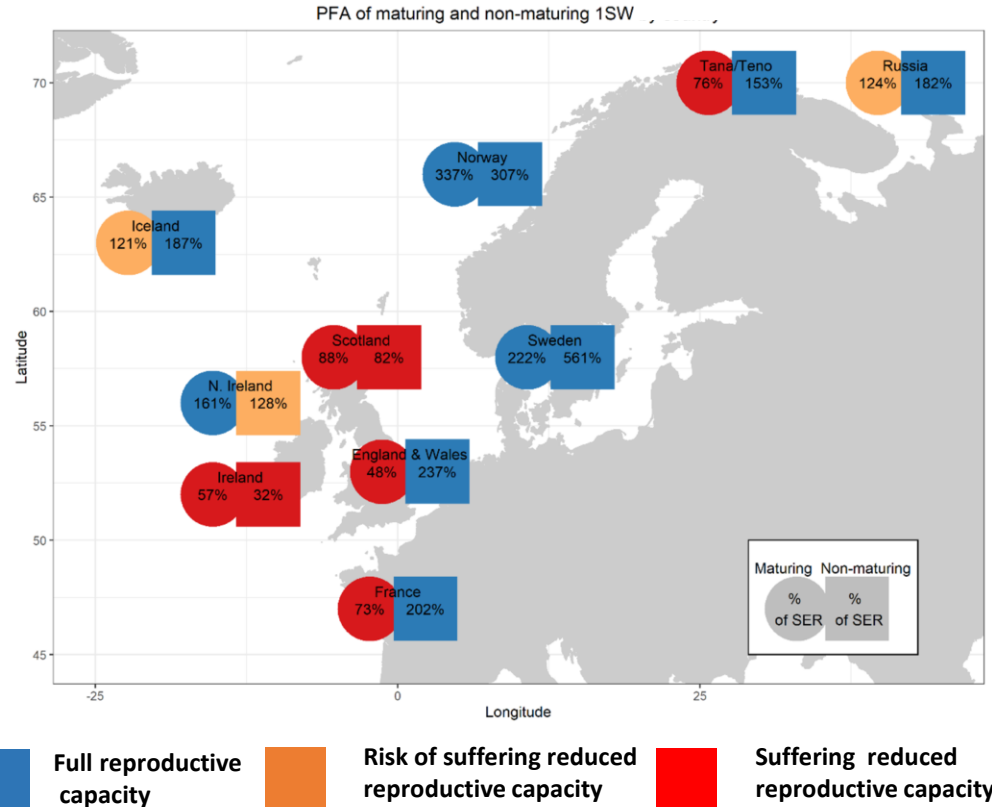 PFA of maturing and non-maturing 1SW
70
65
60
55
50
45
Latitude
-25
0
25
Longitude
Tana/Teno
76% 153%
Russia
124% 182%
Norway
337% 307%
Iceland
121% 187%
Scotland
88% 82%
Sweden
222% 561%
N. Ireland
161% 128%
England & Wales
48% 237%
Ireland
57% 32%
France
73% 202%
Maturing Non-maturing
% %
of SER of SER
Full reproductive
capacity
Risk of suffering reduced
reproductive capacity
Suffering reduced
reproductive capacity